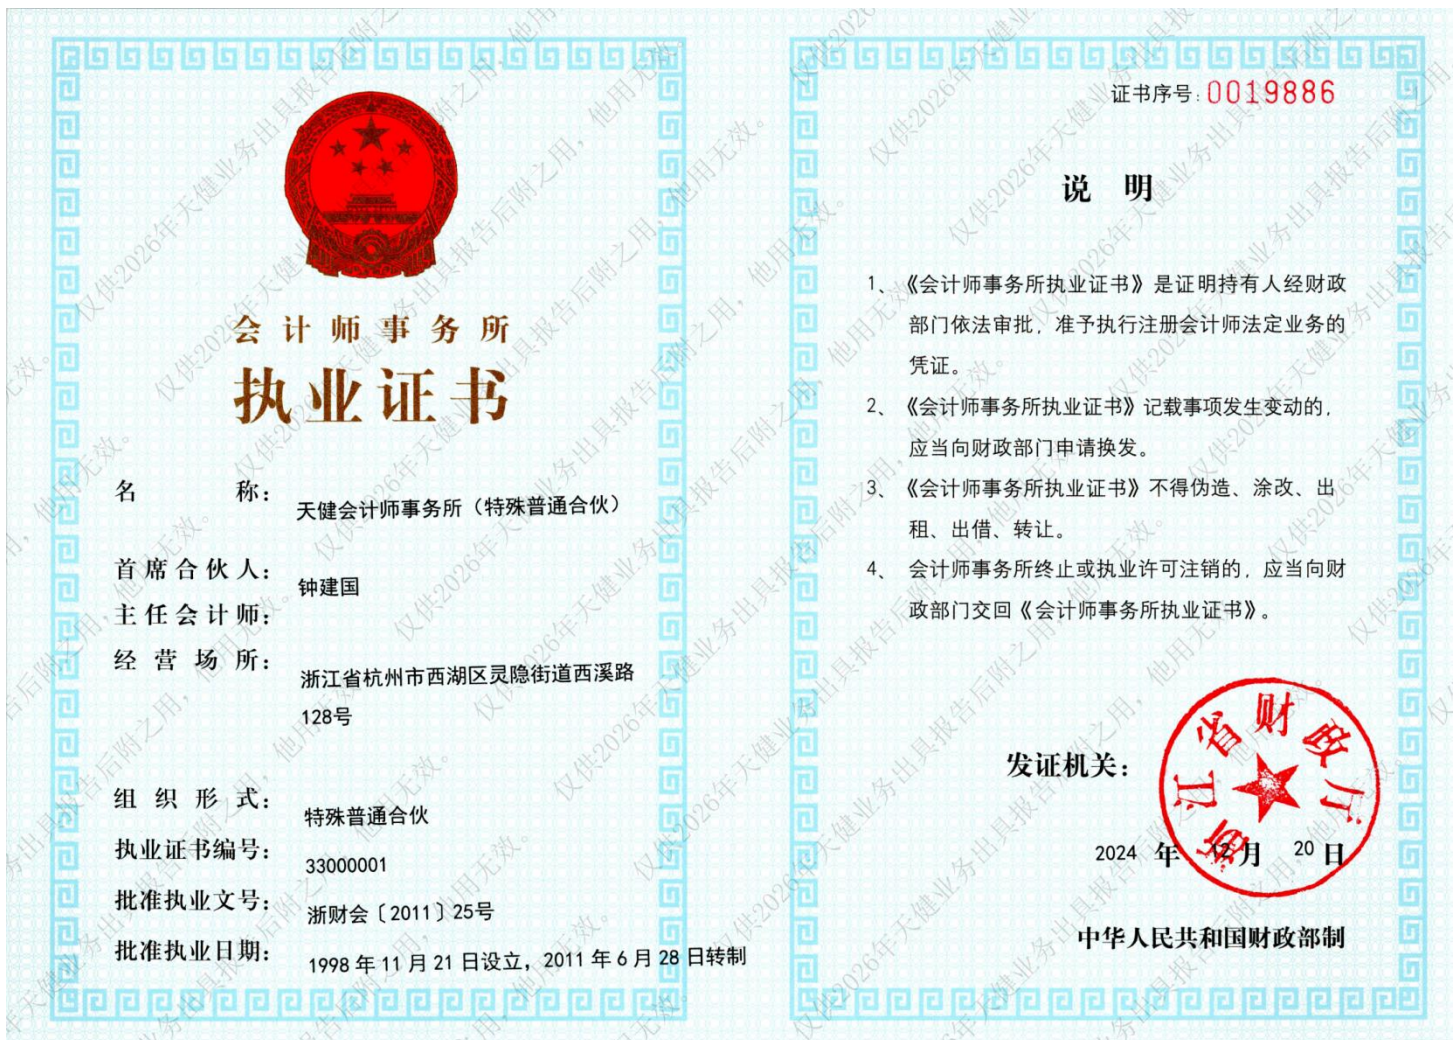 会计师事务所
执业证书
名称：
天健会计师事务所（特殊普通合伙）
首席合伙人：
钟建国
主任会计师：
经营场所：
浙江省杭州市西湖区灵隐街道西溪路
128号
组织形式：
特殊普通合伙
执业证书编号：
33000001
批准执业文号：
浙财会〔2011〕25号
批准执业日期：
1998年11月21日设立，2011年6月28日转制
证书序号：0019886
说明
1、《会计师事务所执业证书》是证明持有人经财政
部门依法审批，准予执行注册会计师法定业务的
凭证。
2、《会计师事务所执业证书》记载事项发生变动的，
应当向财政部门申请换发。
3、《会计师事务所执业证书》不得伪造、涂改、出
租、出借、转让。
4、会计师事务所终止或执业许可注销的，应当向财
政部门交回《会计师事务所执业证书》。
发证机关：
浙江省财政厅
2024年12月20日
中华人民共和国财政部制
仅供2026年天健业务出具报告后附之用，他用无效。